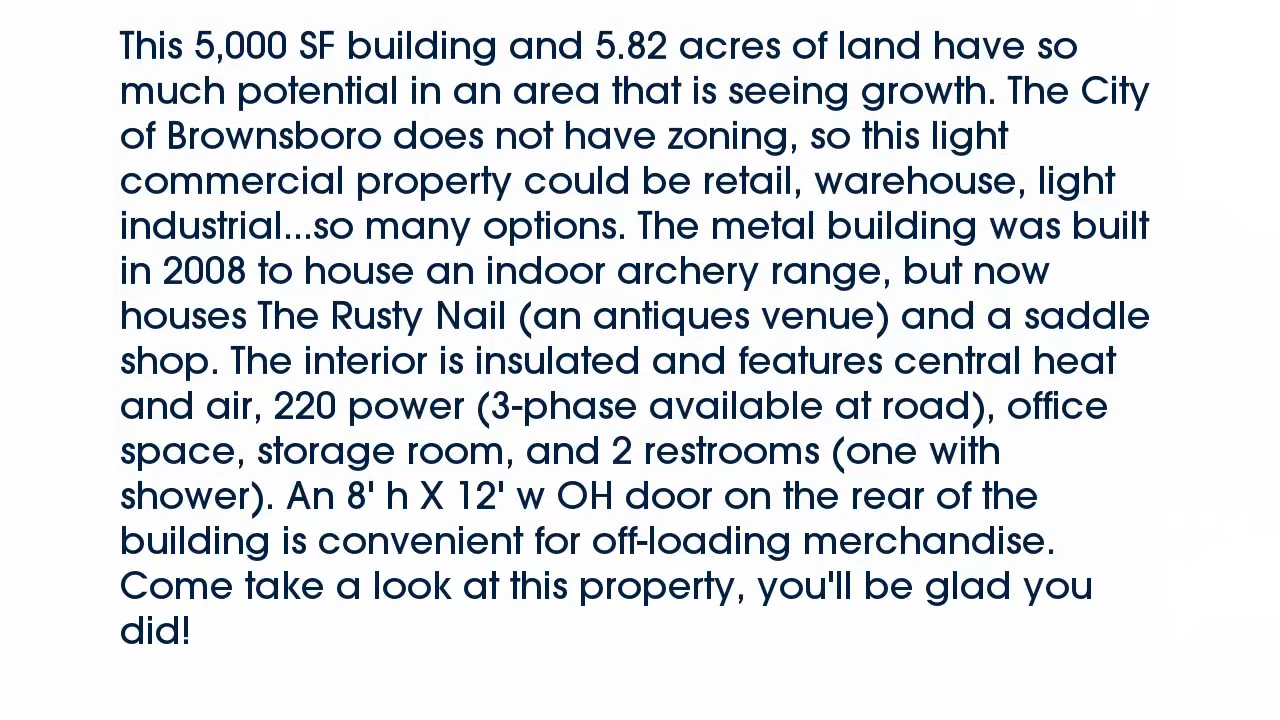 This 5,000 SF building and 5.82 acres of land have so
much potential in an area that is seeing growth. The City
of Brownsboro does not have zoning, so this light
commercial property could be retail, warehouse, light
industrial...so many options. The metal building was built
in 2008 to house an indoor archery range, but now
houses The Rusty Nail (an antiques venue) and a saddle
shop. The interior is insulated and features central heat
and air, 220 power (3-phase available at road), office
space, storage room, and 2 restrooms (one with
shower). An 8' h X 12' w OH door on the rear of the
building is convenient for off-loading merchandise.
Come take a look at this property, you'll be glad you
did!